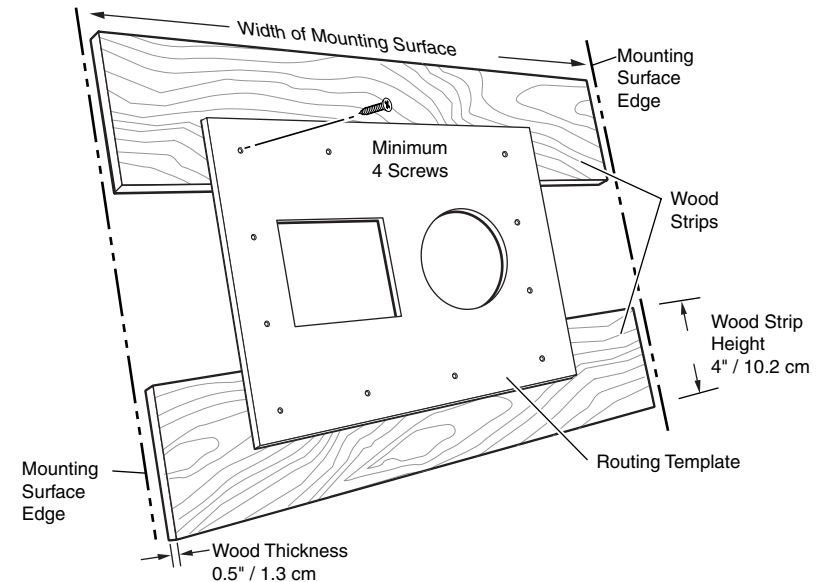 Width of Mounting Surface
Mounting
Surface
Edge
Minimum
4 Screws
Wood
Strips
Wood Strip
Height
4" / 10.2 cm
Routing Template
Mounting
Surface
Edge
Wood Thickness
0.5" / 1.3 cm